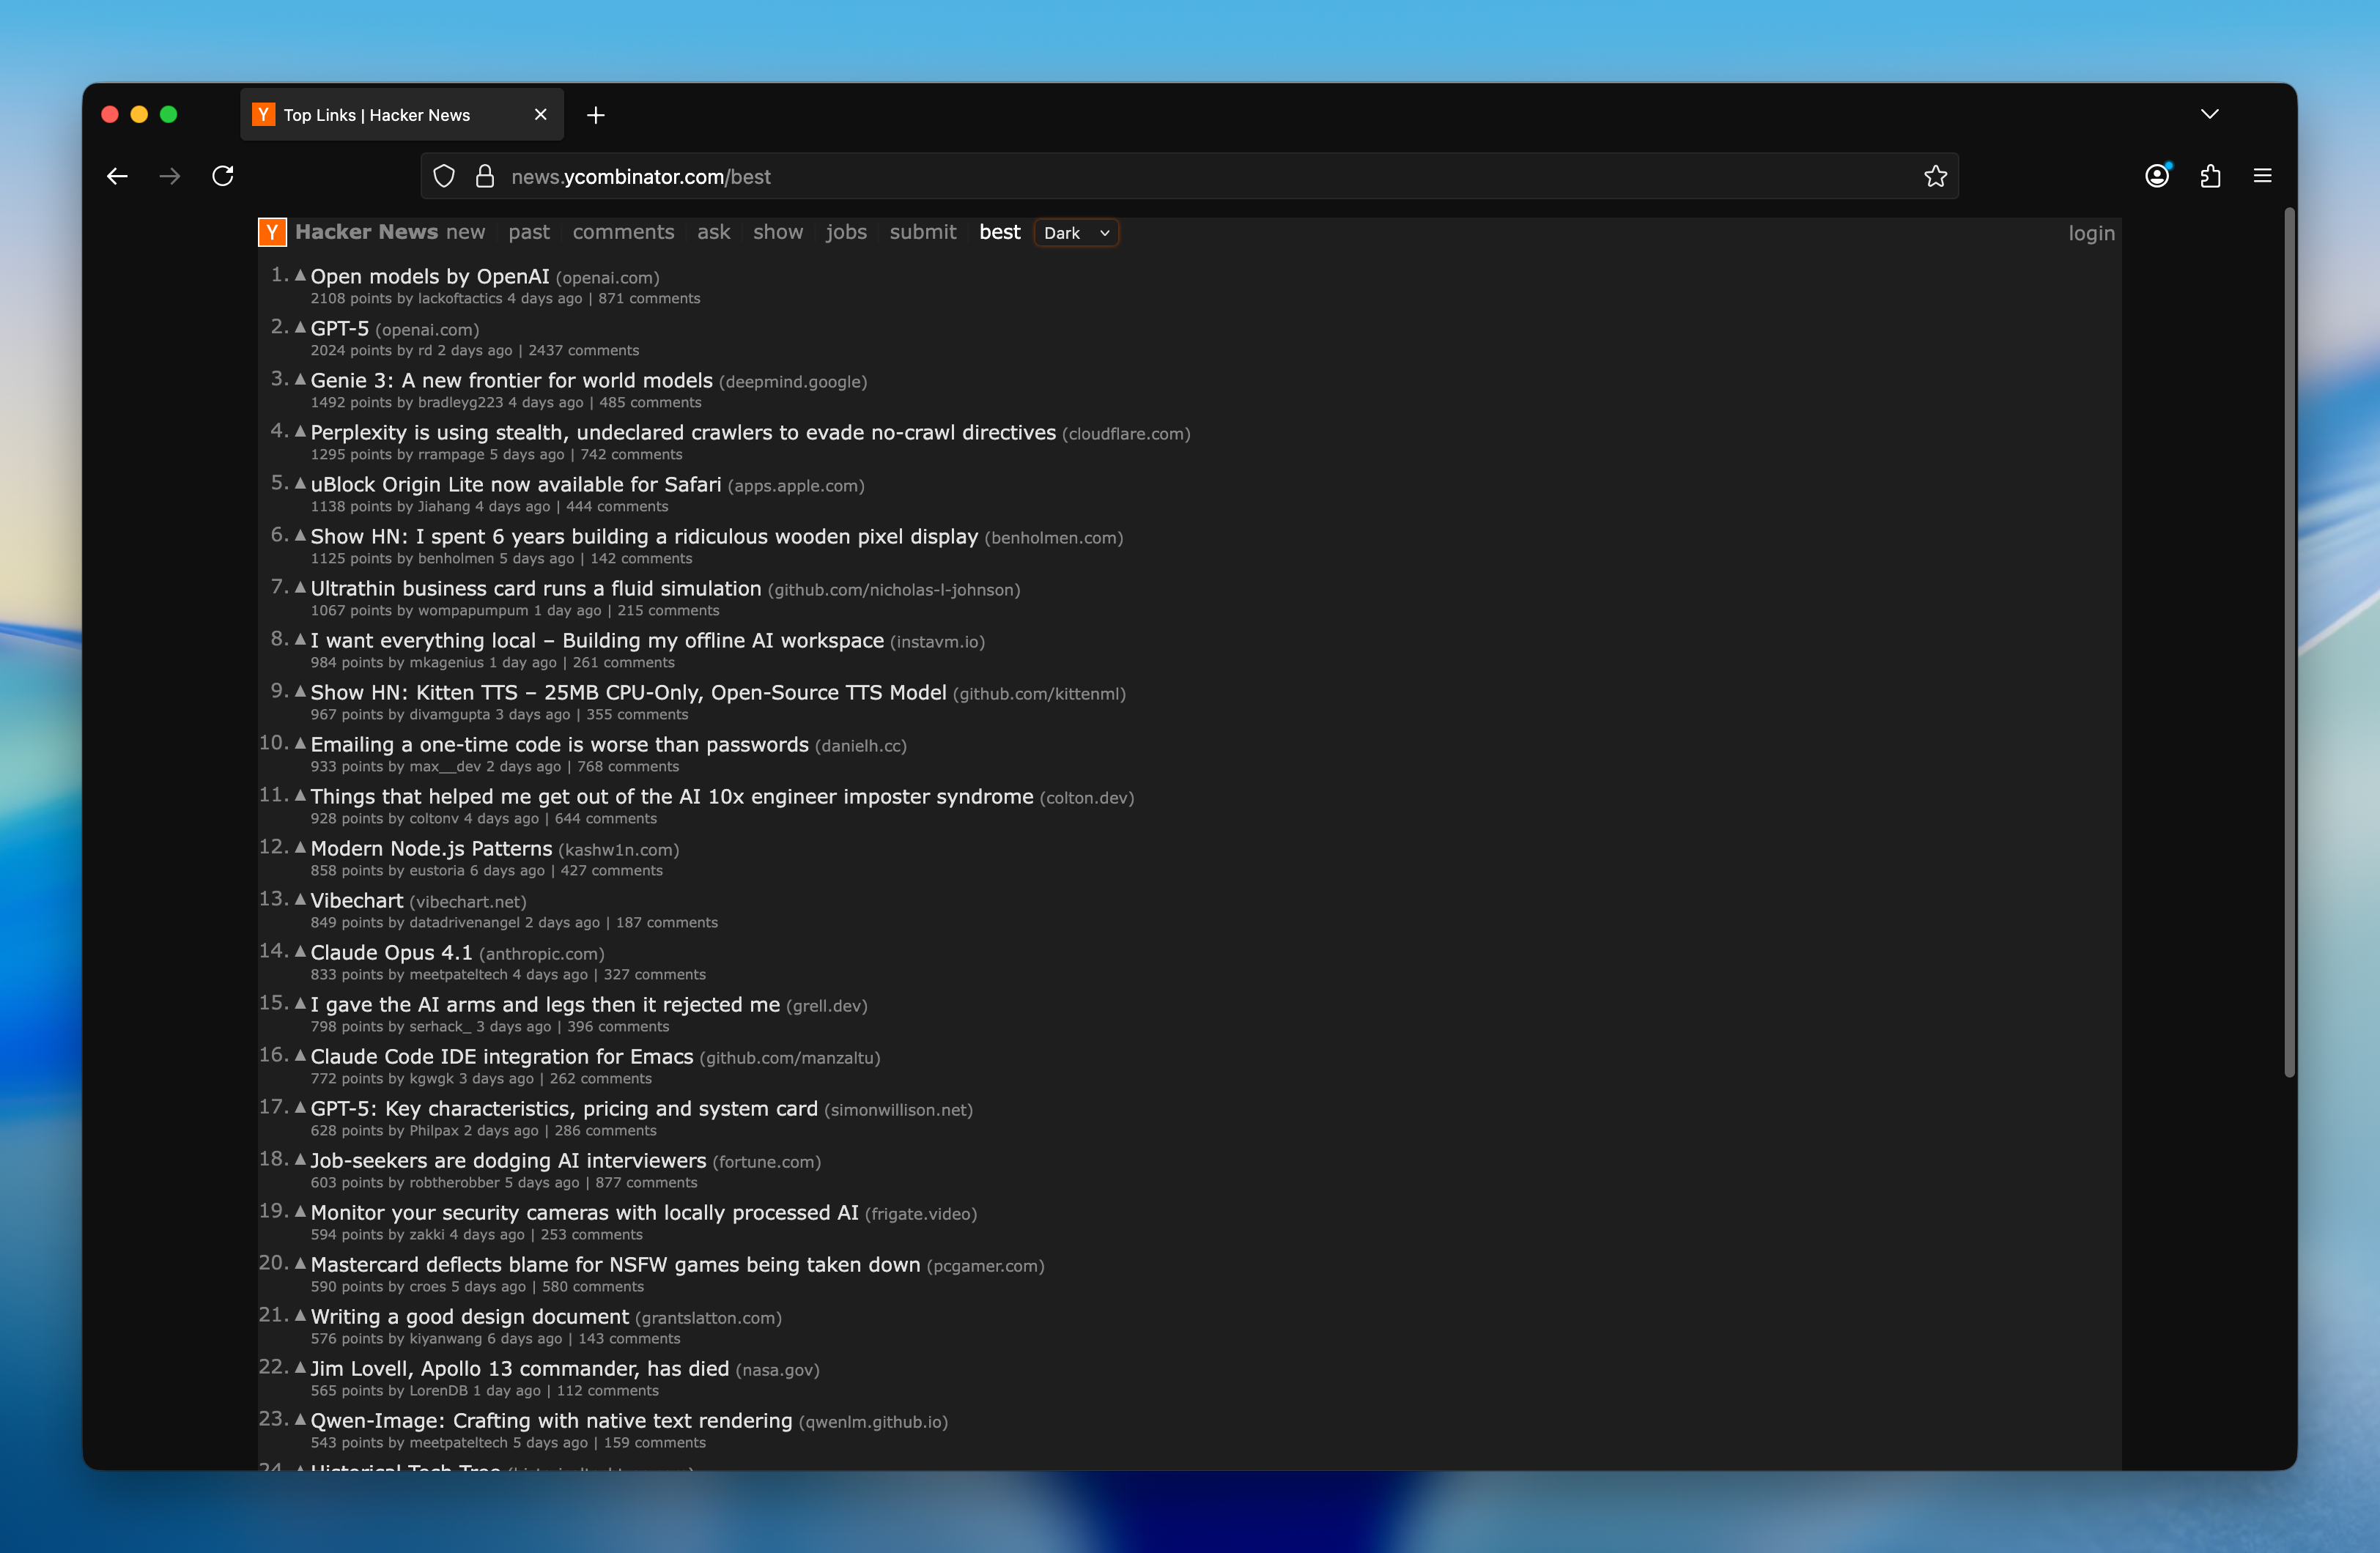 Y Top Links | Hacker News
news.ycombinator.com/best
Y Hacker News new | past | comments | ask | show | jobs | submit | best Dark login
1. Open models by OpenAI (openai.com)
2108 points by lackoftactics 4 days ago | 871 comments
2. GPT-5 (openai.com)
2024 points by rd 2 days ago | 2437 comments
3. Genie 3: A new frontier for world models (deepmind.google)
1492 points by bradleyg223 4 days ago | 485 comments
4. Perplexity is using stealth, undeclared crawlers to evade no-crawl directives (cloudflare.com)
1295 points by rrampage 5 days ago | 742 comments
5. uBlock Origin Lite now available for Safari (apps.apple.com)
1138 points by Jiahang 4 days ago | 444 comments
6. Show HN: I spent 6 years building a ridiculous wooden pixel display (benholmen.com)
1125 points by benholmen 5 days ago | 142 comments
7. Ultrathin business card runs a fluid simulation (github.com/nicholas-l-johnson)
1067 points by wompapumpum 1 day ago | 215 comments
8. I want everything local – Building my offline AI workspace (instavm.io)
984 points by mkagenius 1 day ago | 261 comments
9. Show HN: Kitten TTS – 25MB CPU-Only, Open-Source TTS Model (github.com/kittenml)
967 points by divamgupta 3 days ago | 355 comments
10. Emailing a one-time code is worse than passwords (danielh.cc)
933 points by max__dev 2 days ago | 768 comments
11. Things that helped me get out of the AI 10x engineer imposter syndrome (colton.dev)
928 points by coltonv 4 days ago | 644 comments
12. Modern Node.js Patterns (kashw1n.com)
858 points by eustoria 6 days ago | 427 comments
13. Vibechart (vibechart.net)
849 points by datadrivenangel 2 days ago | 187 comments
14. Claude Opus 4.1 (anthropic.com)
833 points by meetpateltech 4 days ago | 327 comments
15. I gave the AI arms and legs then it rejected me (grell.dev)
798 points by serhack_ 3 days ago | 396 comments
16. Claude Code IDE integration for Emacs (github.com/manzaltu)
772 points by kgwgk 3 days ago | 262 comments
17. GPT-5: Key characteristics, pricing and system card (simonwillison.net)
628 points by Philpax 2 days ago | 286 comments
18. Job-seekers are dodging AI interviewers (fortune.com)
603 points by robtherobber 5 days ago | 877 comments
19. Monitor your security cameras with locally processed AI (frigate.video)
594 points by zakki 4 days ago | 253 comments
20. Mastercard deflects blame for NSFW games being taken down (pcgamer.com)
590 points by croes 5 days ago | 580 comments
21. Writing a good design document (grantslatton.com)
576 points by kiyanwang 6 days ago | 143 comments
22. Jim Lovell, Apollo 13 commander, has died (nasa.gov)
565 points by LorenDB 1 day ago | 112 comments
23. Qwen-Image: Crafting with native text rendering (qwenlm.github.io)
543 points by meetpateltech 5 days ago | 159 comments
24. Historical Tech Tree